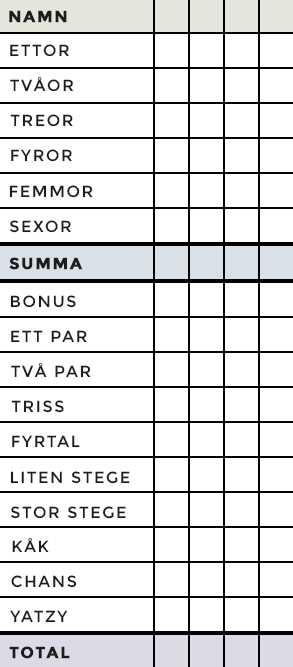 NAMN
ETTOR
TVÅOR
TREOR
FYROR
FEMMOR
SEXOR
SUMMA
BONUS
ETT PAR
TVÅ PAR
TRISS
FYRTAL
LITEN STEGE
STOR STEGE
KÅK
CHANS
YATZY
TOTAL